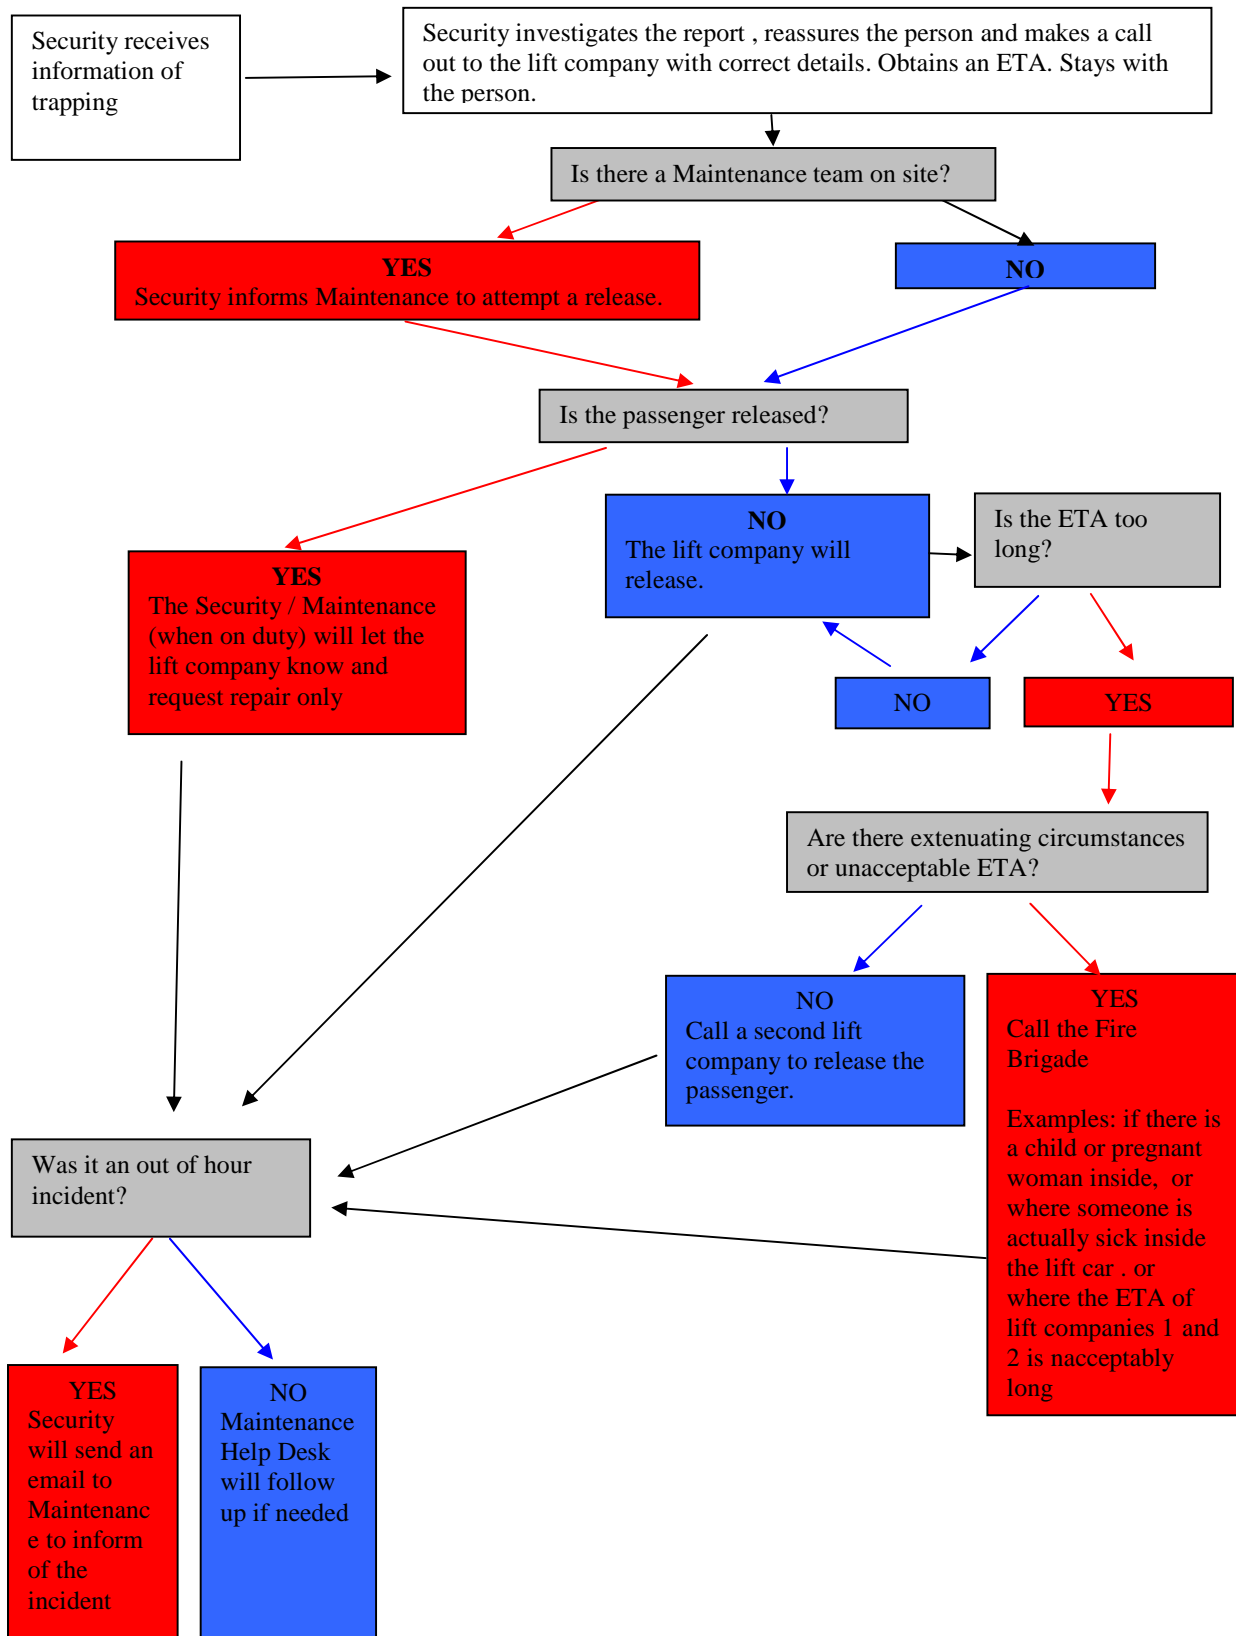 Security receives
information of
trapping
Security investigates the report , reassures the person and makes a call
out to the lift company with correct details. Obtains an ETA. Stays with
the person.
Is there a Maintenance team on site?
YES
Security informs Maintenance to attempt a release.
NO
Is the passenger released?
NO
The lift company will
release.
Is the ETA too
long?
YES
The Security / Maintenance
(when on duty) will let the
lift company know and
request repair only
NO
YES
Are there extenuating circumstances
or unacceptable ETA?
NO
Call a second lift
company to release the
passenger.
YES
Call the Fire
Brigade
Examples: if there is
a child or pregnant
woman inside, or
where someone is
actually sick inside
the lift car . or
where the ETA of
lift companies 1 and
2 is nacceptably
long
Was it an out of hour
incident?
YES
Security
will send an
email to
Maintenanc
e to inform
of the
incident
NO
Maintenance
Help Desk
will follow
up if needed